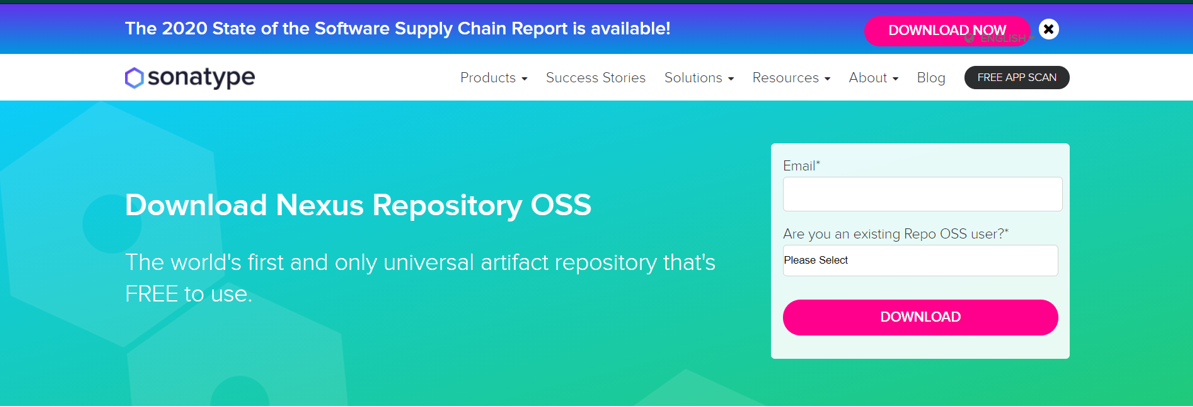 The 2020 State of the Software Supply Chain Report is available!
DOWNLOAD NOW
ENGLISH
sonatype
Products
Success Stories
Solutions
Resources
About
Blog
FREE APP SCAN
Download Nexus Repository OSS
The world's first and only universal artifact repository that's
FREE to use.
Email*
Are you an existing Repo OSS user?*
Please Select
DOWNLOAD